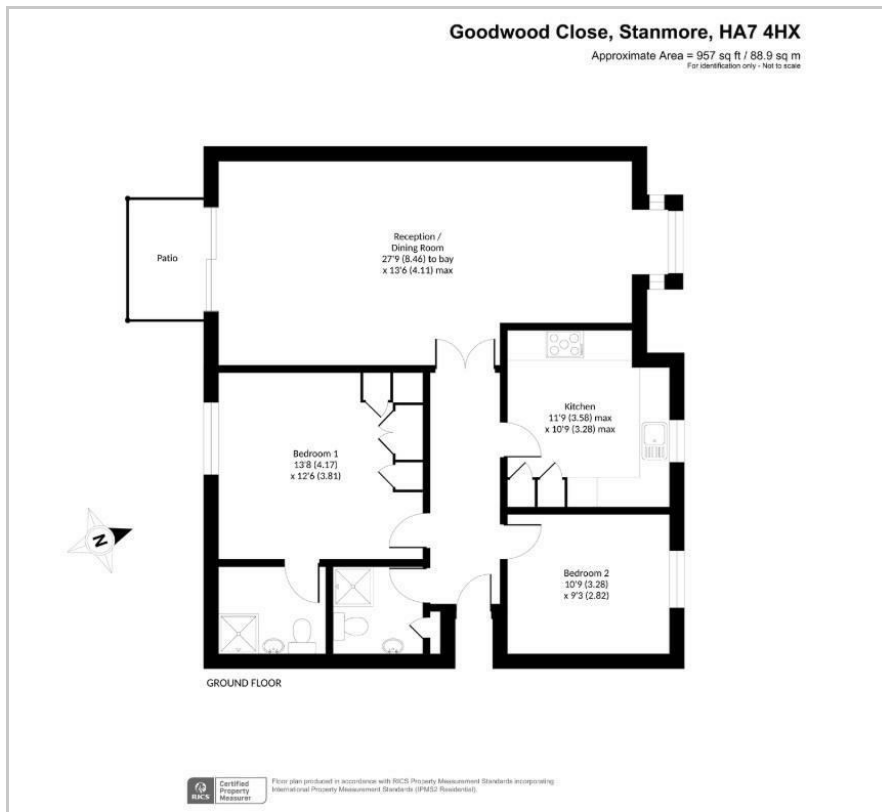 Goodwood Close, Stanmore, HA7 4HX
Approximate Area = 957 sq ft / 88.9 sq m
For identification only - Not to scale
Reception /
Dining Room
27'9 (8.46) to bay
x 13'6 (4.11) max
Patio
Kitchen
11'9 (3.58) max
x 10'9 (3.28) max
Bedroom 1
13'8 (4.17)
x 12'6 (3.81)
N
Bedroom 2
10'9 (3.28)
x 9'3 (2.82)
GROUND FLOOR
RICS
Certified
Property
Measurer
Floor plan produced in accordance with RICS Property Measurement Standards incorporating
International Property Measurement Standards (IPMS2 Residential).